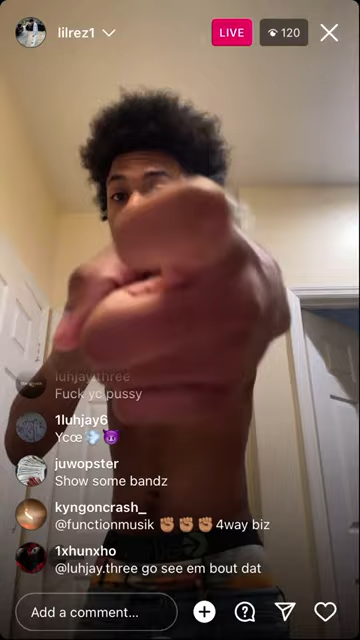 lilrez1
LIVE
120
luhjay.three
Fuck yc pussy
1luhjay6
Ycœ💨😈
juwopster
Show some bandz
kyngoncrash_
@functionmusik ✊🏽✊🏽✊🏽 4way biz
1xhunxho
@luhjay.three go see em bout dat
Add a comment...